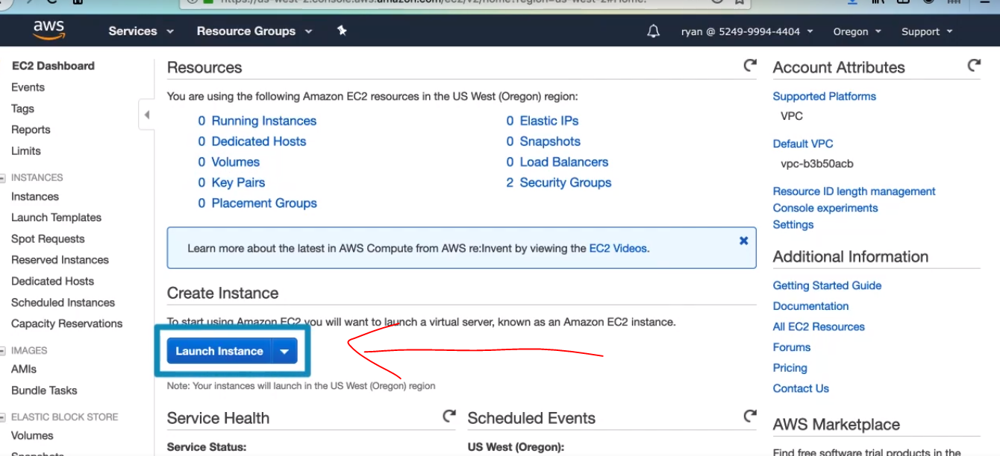 https://us-west-2.console.aws.amazon.com/ec2/v2/home?region=us-west-2#Home:
aws
Services
Resource Groups
ryan @ 5249-9994-4404
Oregon
Support
EC2 Dashboard
Events
Tags
Reports
Limits
INSTANCES
Instances
Launch Templates
Spot Requests
Reserved Instances
Dedicated Hosts
Scheduled Instances
Capacity Reservations
IMAGES
AMIs
Bundle Tasks
ELASTIC BLOCK STORE
Volumes
Snapshots
Resources
You are using the following Amazon EC2 resources in the US West (Oregon) region:
0 Running Instances
0 Elastic IPs
0 Dedicated Hosts
0 Snapshots
0 Volumes
0 Load Balancers
0 Key Pairs
2 Security Groups
0 Placement Groups
Learn more about the latest in AWS Compute from AWS re:Invent by viewing the EC2 Videos.
Create Instance
To start using Amazon EC2 you will want to launch a virtual server, known as an Amazon EC2 instance.
Launch Instance
Note: Your instances will launch in the US West (Oregon) region
Service Health
Service Status:
Scheduled Events
US West (Oregon):
Account Attributes
Supported Platforms
VPC
Default VPC
vpc-b3b50acb
Resource ID length management
Console experiments
Settings
Additional Information
Getting Started Guide
Documentation
All EC2 Resources
Forums
Pricing
Contact Us
AWS Marketplace
Find free software trial products in the